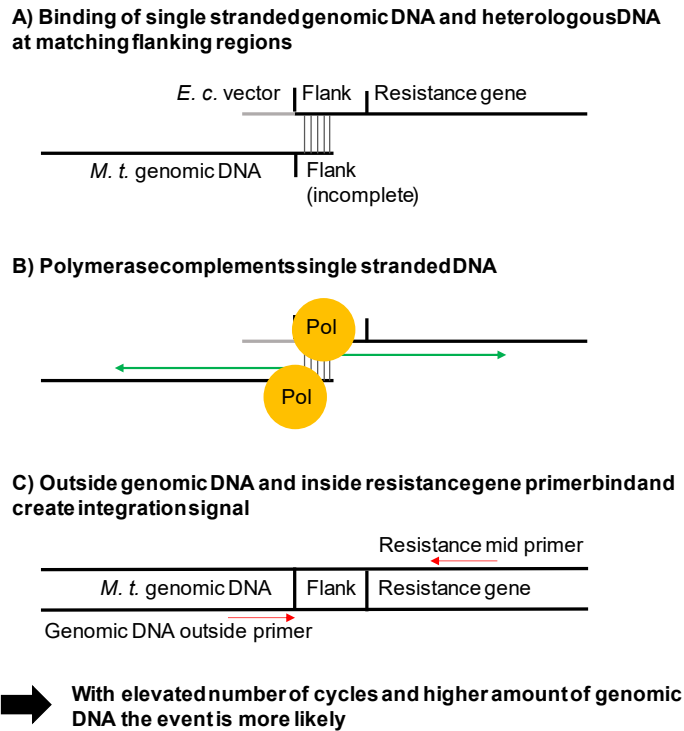 A) Binding of single stranded genomic DNA and heterologous DNA
at matching flanking regions
E. c. vector Flank Resistance gene
M. t. genomic DNA Flank
(incomplete)
B) Polymerase complements single stranded DNA
Pol
Pol
C) Outside genomic DNA and inside resistance gene primer bind and
create integration signal
Resistance mid primer
M. t. genomic DNA Flank Resistance gene
Genomic DNA outside primer
With elevated number of cycles and higher amount of genomic
DNA the event is more likely